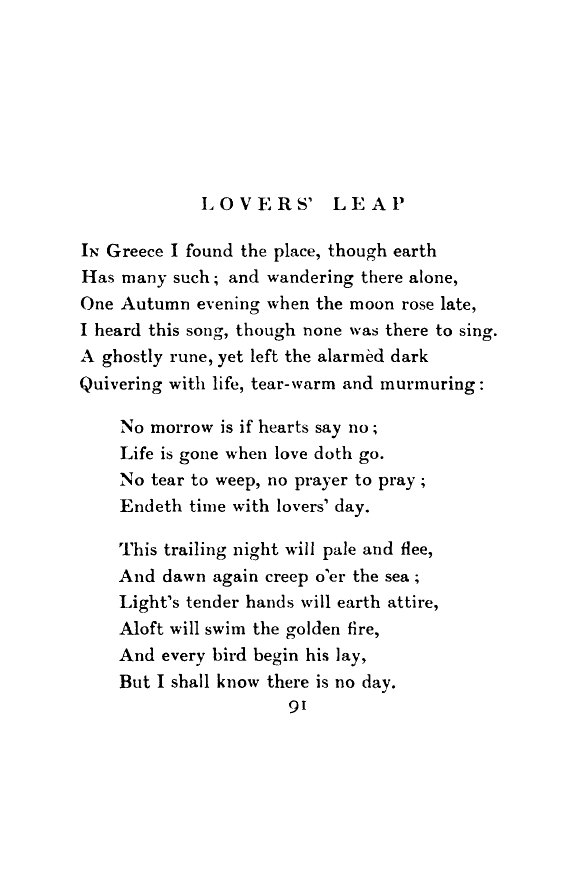 LOVERS' LEAP
In Greece I found the place, though earth
Has many such; and wandering there alone,
One Autumn evening when the moon rose late,
I heard this song, though none was there to sing.
A ghostly rune, yet left the alarmèd dark
Quivering with life, tear-warm and murmuring:
No morrow is if hearts say no;
Life is gone when love doth go.
No tear to weep, no prayer to pray;
Endeth time with lovers' day.
This trailing night will pale and flee,
And dawn again creep o'er the sea;
Light's tender hands will earth attire,
Aloft will swim the golden fire,
And every bird begin his lay,
But I shall know there is no day.
91